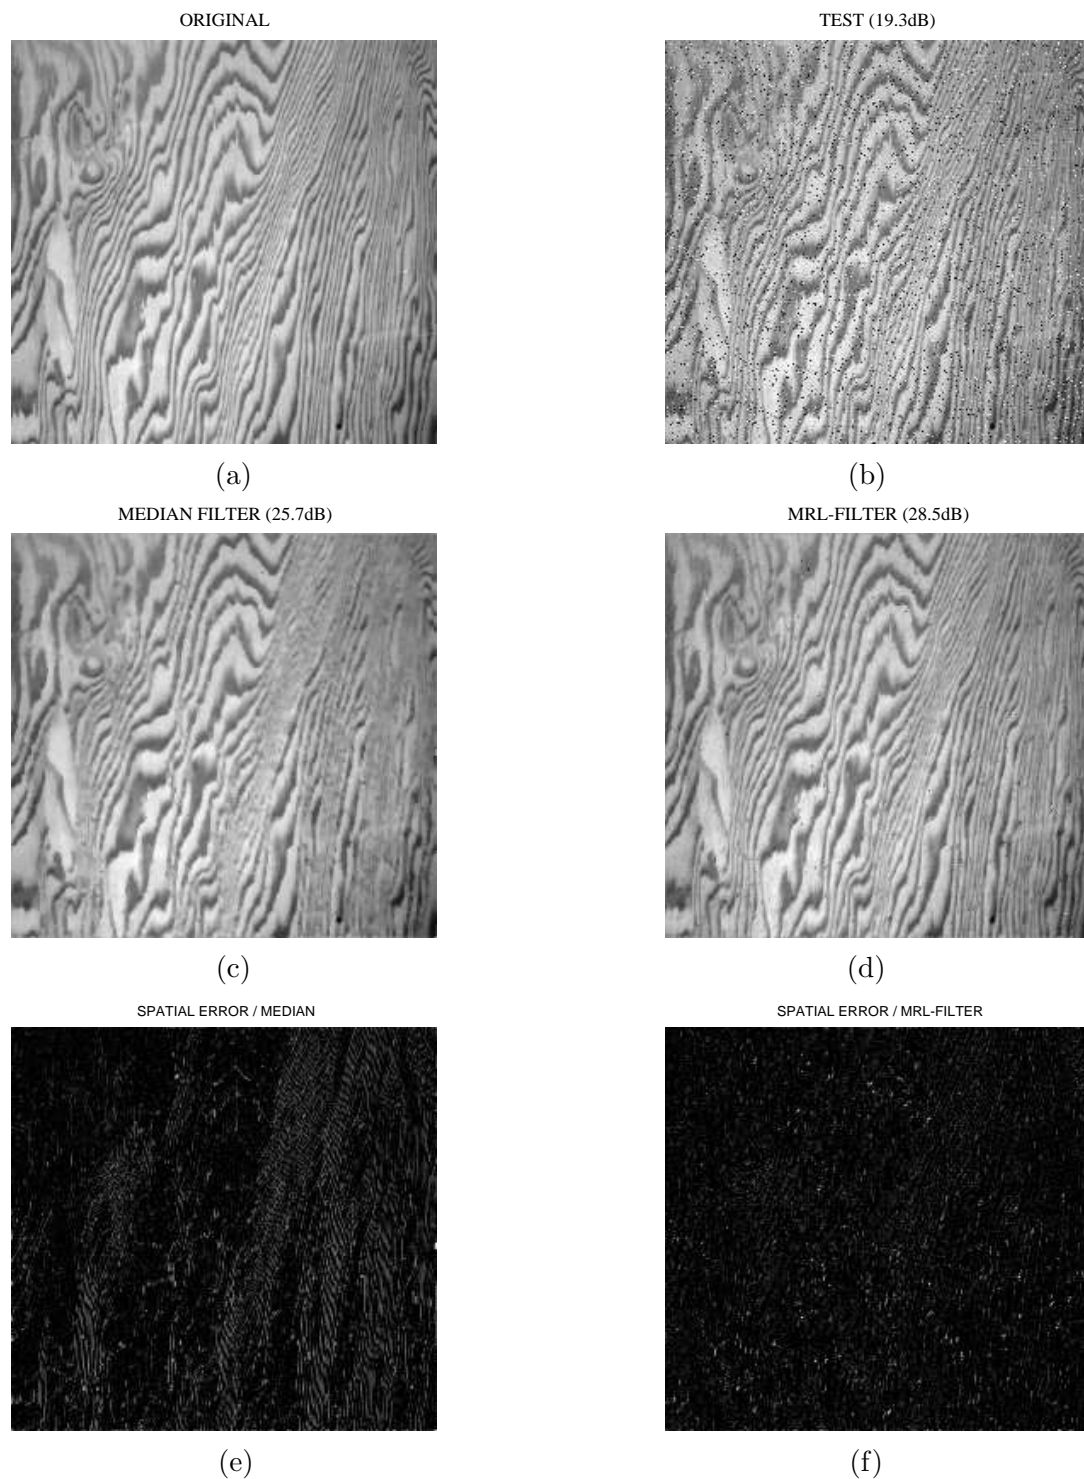 ORIGINAL
TEST (19.3dB)
(a)
(b)
MEDIAN FILTER (25.7dB)
MRL-FILTER (28.5dB)
(c)
(d)
SPATIAL ERROR / MEDIAN
SPATIAL ERROR / MRL-FILTER
(e)
(f)